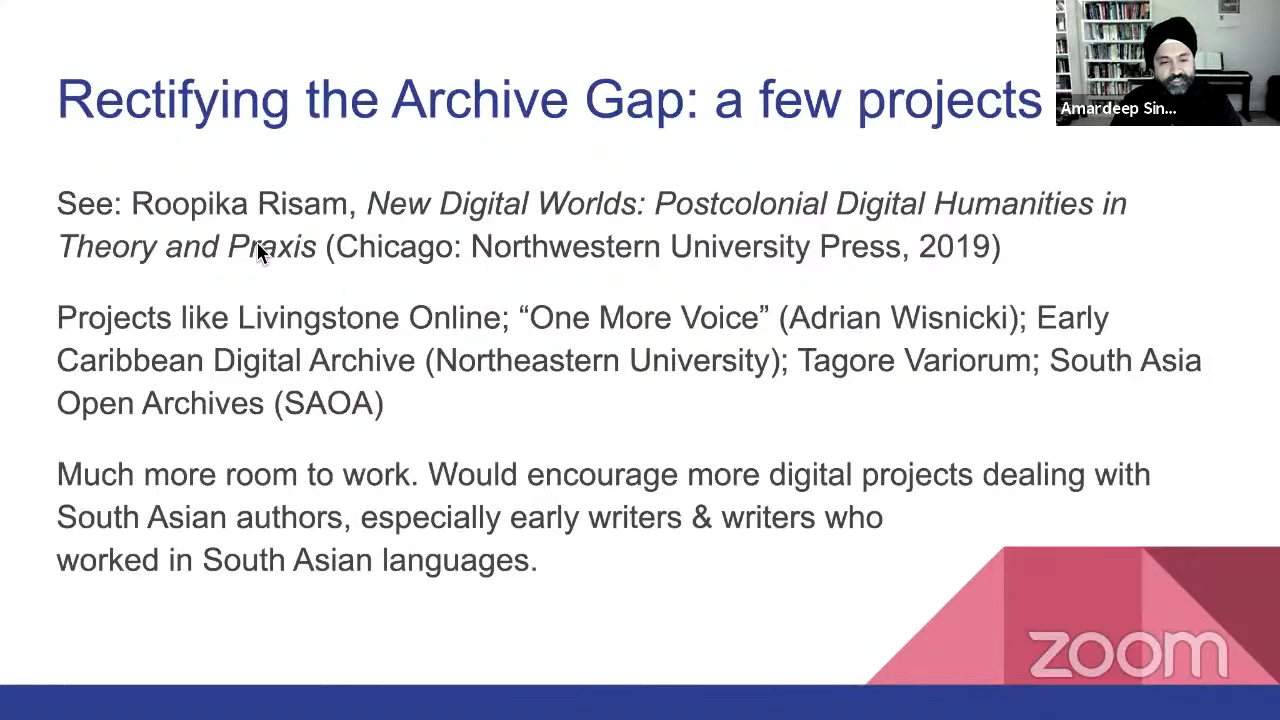 Rectifying the Archive Gap: a few projects
Amardeep Sin...
See: Roopika Risam, New Digital Worlds: Postcolonial Digital Humanities in
Theory and Praxis (Chicago: Northwestern University Press, 2019)
Projects like Livingstone Online; “One More Voice” (Adrian Wisnicki); Early
Caribbean Digital Archive (Northeastern University); Tagore Variorum; South Asia
Open Archives (SAOA)
Much more room to work. Would encourage more digital projects dealing with
South Asian authors, especially early writers & writers who
worked in South Asian languages.
zoom